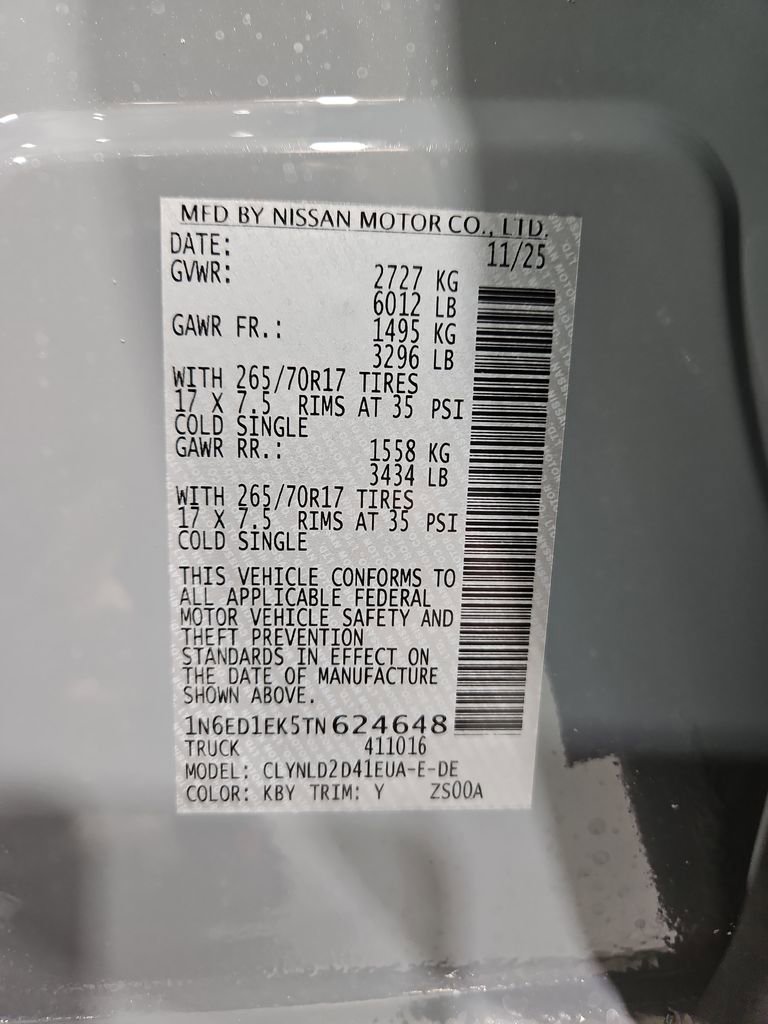 MFD BY NISSAN MOTOR CO., LTD.
DATE: 11/25
GVWR: 2727 KG
6012 LB
GAWR FR.: 1495 KG
3296 LB
WITH 265/70R17 TIRES
17 X 7.5 RIMS AT 35 PSI
COLD SINGLE
GAWR RR.: 1558 KG
3434 LB
WITH 265/70R17 TIRES
17 X 7.5 RIMS AT 35 PSI
COLD SINGLE
THIS VEHICLE CONFORMS TO
ALL APPLICABLE FEDERAL
MOTOR VEHICLE SAFETY AND
THEFT PREVENTION
STANDARDS IN EFFECT ON
THE DATE OF MANUFACTURE
SHOWN ABOVE.
1N6ED1EK5TN624648
TRUCK 411016
MODEL: CLYNLD2D41EUA-E-DE
COLOR: KBY TRIM: Y ZS00A